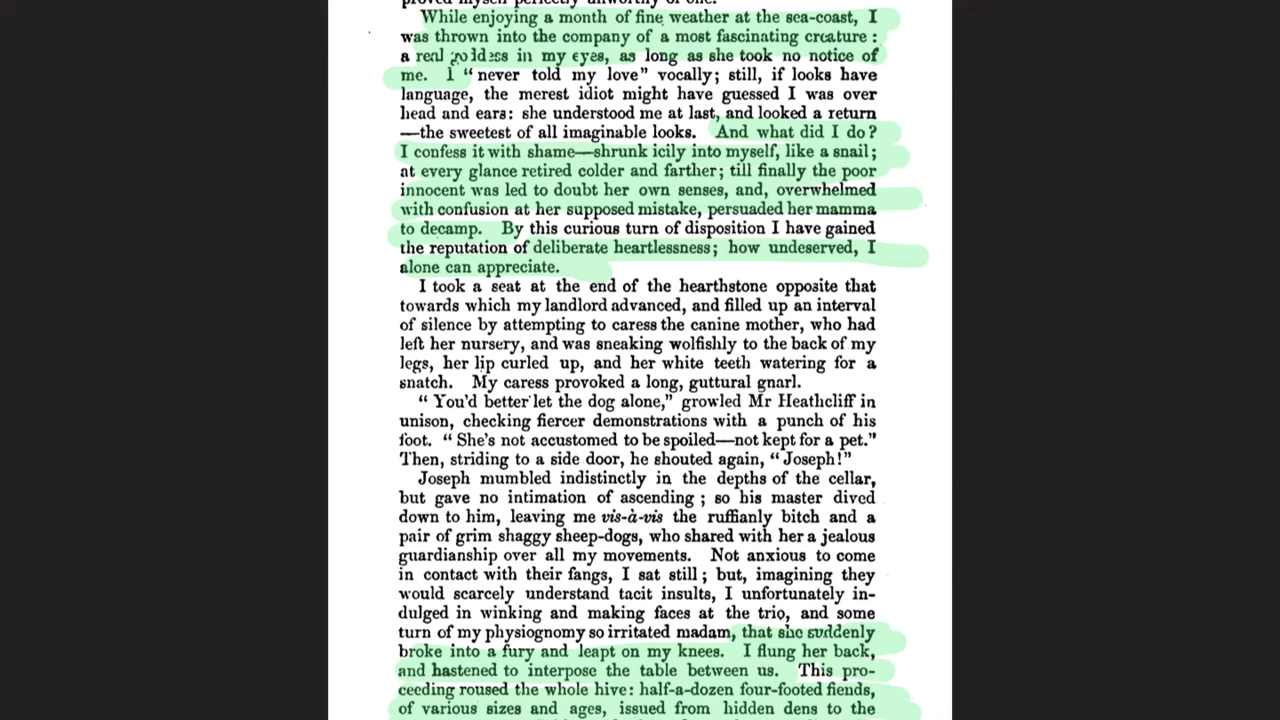 proved myself perfectly unworthy of one.
While enjoying a month of fine weather at the sea-coast, I
was thrown into the company of a most fascinating creature :
a real goddess in my eyes, as long as she took no notice of
me. I “ never told my love” vocally; still, if looks have
language, the merest idiot might have guessed I was over
head and ears: she understood me at last, and looked a return
—the sweetest of all imaginable looks. And what did I do?
I confess it with shame—shrunk icily into myself, like a snail;
at every glance retired colder and farther; till finally the poor
innocent was led to doubt her own senses, and, overwhelmed
with confusion at her supposed mistake, persuaded her mamma
to decamp. By this curious turn of disposition I have gained
the reputation of deliberate heartlessness; how undeserved, I
alone can appreciate.
I took a seat at the end of the hearthstone opposite that
towards which my landlord advanced, and filled up an interval
of silence by attempting to caress the canine mother, who had
left her nursery, and was sneaking wolfishly to the back of my
legs, her lip curled up, and her white teeth watering for a
snatch. My caress provoked a long, guttural gnarl.
“ You'd better let the dog alone,” growled Mr Heathcliff in
unison, checking fiercer demonstrations with a punch of his
foot. “ She's not accustomed to be spoiled—not kept for a pet.”
Then, striding to a side door, he shouted again, “ Joseph!”
Joseph mumbled indistinctly in the depths of the cellar,
but gave no intimation of ascending ; so his master dived
down to him, leaving me vis-à-vis the ruffianly bitch and a
pair of grim shaggy sheep-dogs, who shared with her a jealous
guardianship over all my movements. Not anxious to come
in contact with their fangs, I sat still ; but, imagining they
would scarcely understand tacit insults, I unfortunately in-
dulged in winking and making faces at the trio, and some
turn of my physiognomy so irritated madam, that she suddenly
broke into a fury and leapt on my knees. I flung her back,
and hastened to interpose the table between us. This pro-
ceeding roused the whole hive: half-a-dozen four-footed fiends,
of various sizes and ages, issued from hidden dens to the